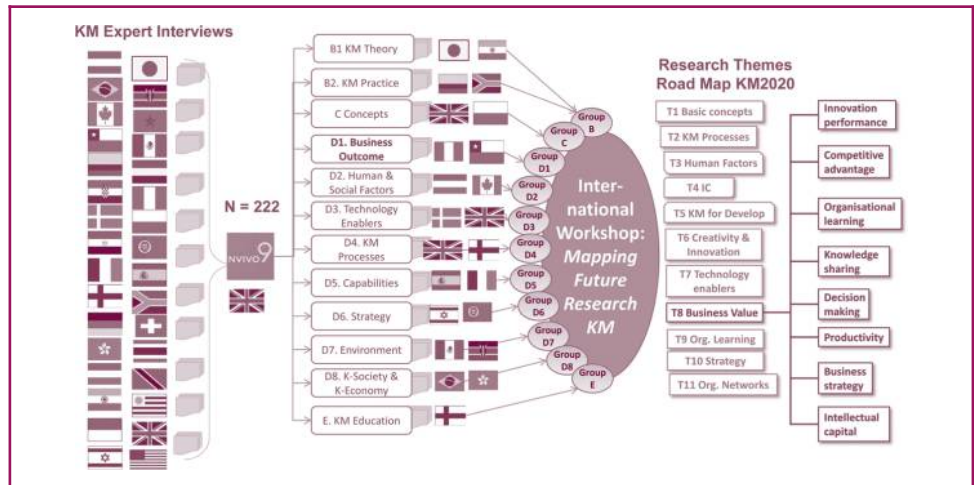 KM Expert Interviews
N = 222
NVIVO 9
B1 KM Theory
B2. KM Practice
C Concepts
D1. Business
Outcome
D2. Human &
Social Factors
D3. Technology
Enablers
D4. KM
Processes
D5. Capabilities
D6. Strategy
D7. Environment
D8. K-Society &
K-Economy
E. KM Education
Group
B
Group
C
Group
D1
Group
D2
Group
D3
Group
D4
Group
D5
Group
D6
Group
D7
Group
D8
Group
E
Inter-
national
Workshop:
Mapping
Future
Research
KM
Research Themes
Road Map KM2020
T1 Basic concepts
T2 KM Processes
T3 Human Factors
T4 IC
T5 KM for Develop
T6 Creativity &
Innovation
T7 Technology
enablers
T8 Business Value
T9 Org. Learning
T10 Strategy
T11 Org. Networks
Innovation
performance
Competitive
advantage
Organisational
learning
Knowledge
sharing
Decision
making
Productivity
Business
strategy
Intellectual
capital